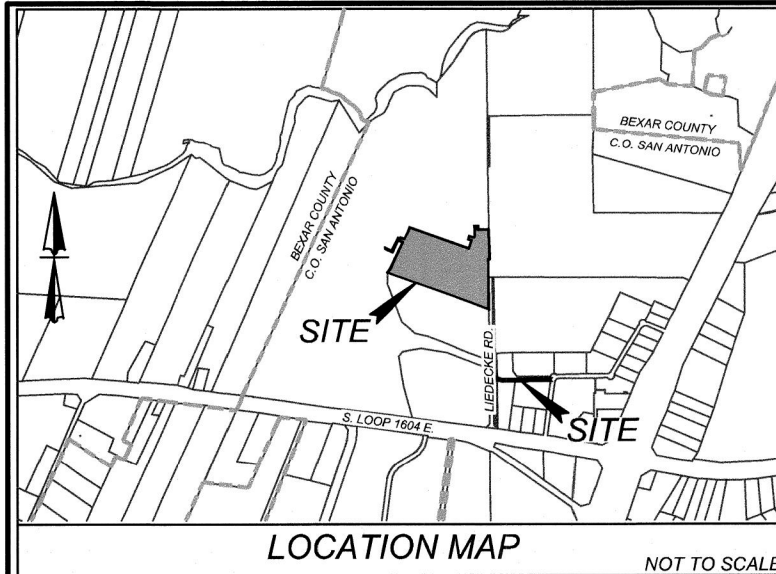 BEXAR COUNTY
C.O. SAN ANTONIO
BEXAR COUNTY
C.O. SAN ANTONIO
SITE
LIEDECKE RD.
SITE
S. LOOP 1604 E.
LOCATION MAP
NOT TO SCALE